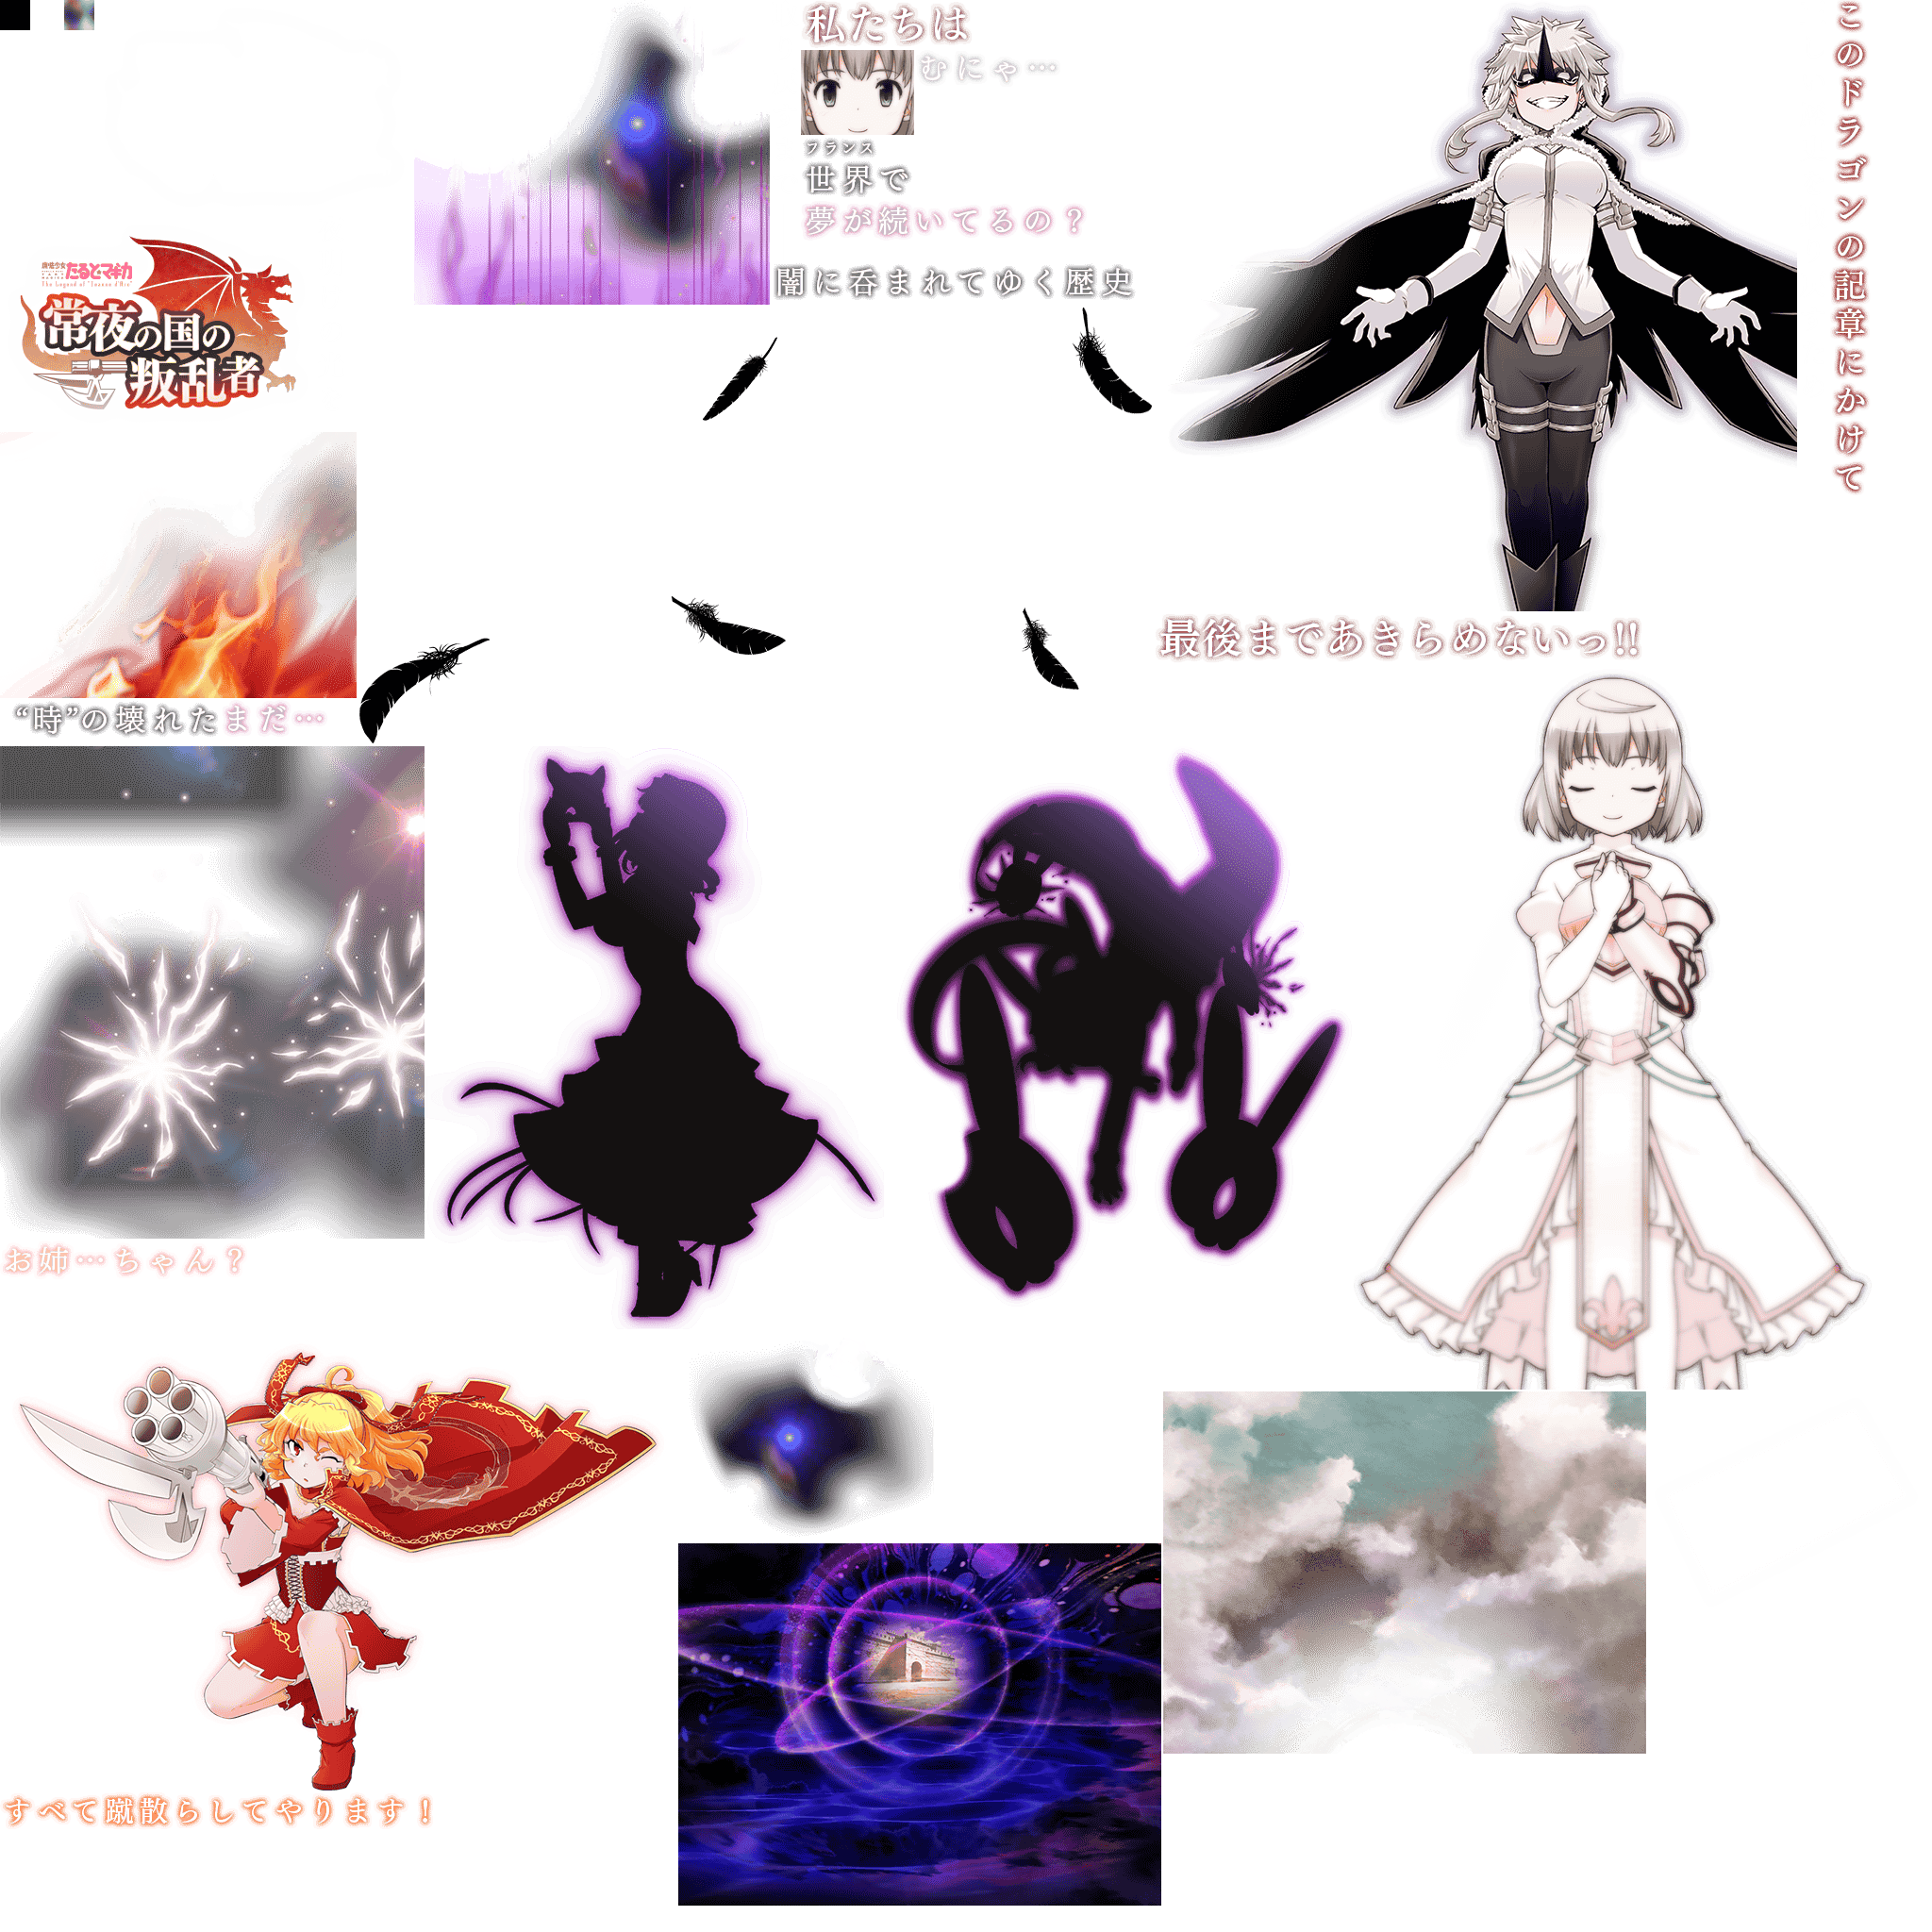 私たちは
むにゃ…
フランス
世界で
夢が続いてるの？
闇に呑まれてゆく歴史
このドラゴンの記章にかけて
たるとマギカ
The Legend of "Jeanne d'Arc"
常夜の国の
叛乱者
最後まであきらめないっ!!
“時”の壊れたまだ…
お姉…ちゃん？
すべて蹴散らしてやります！